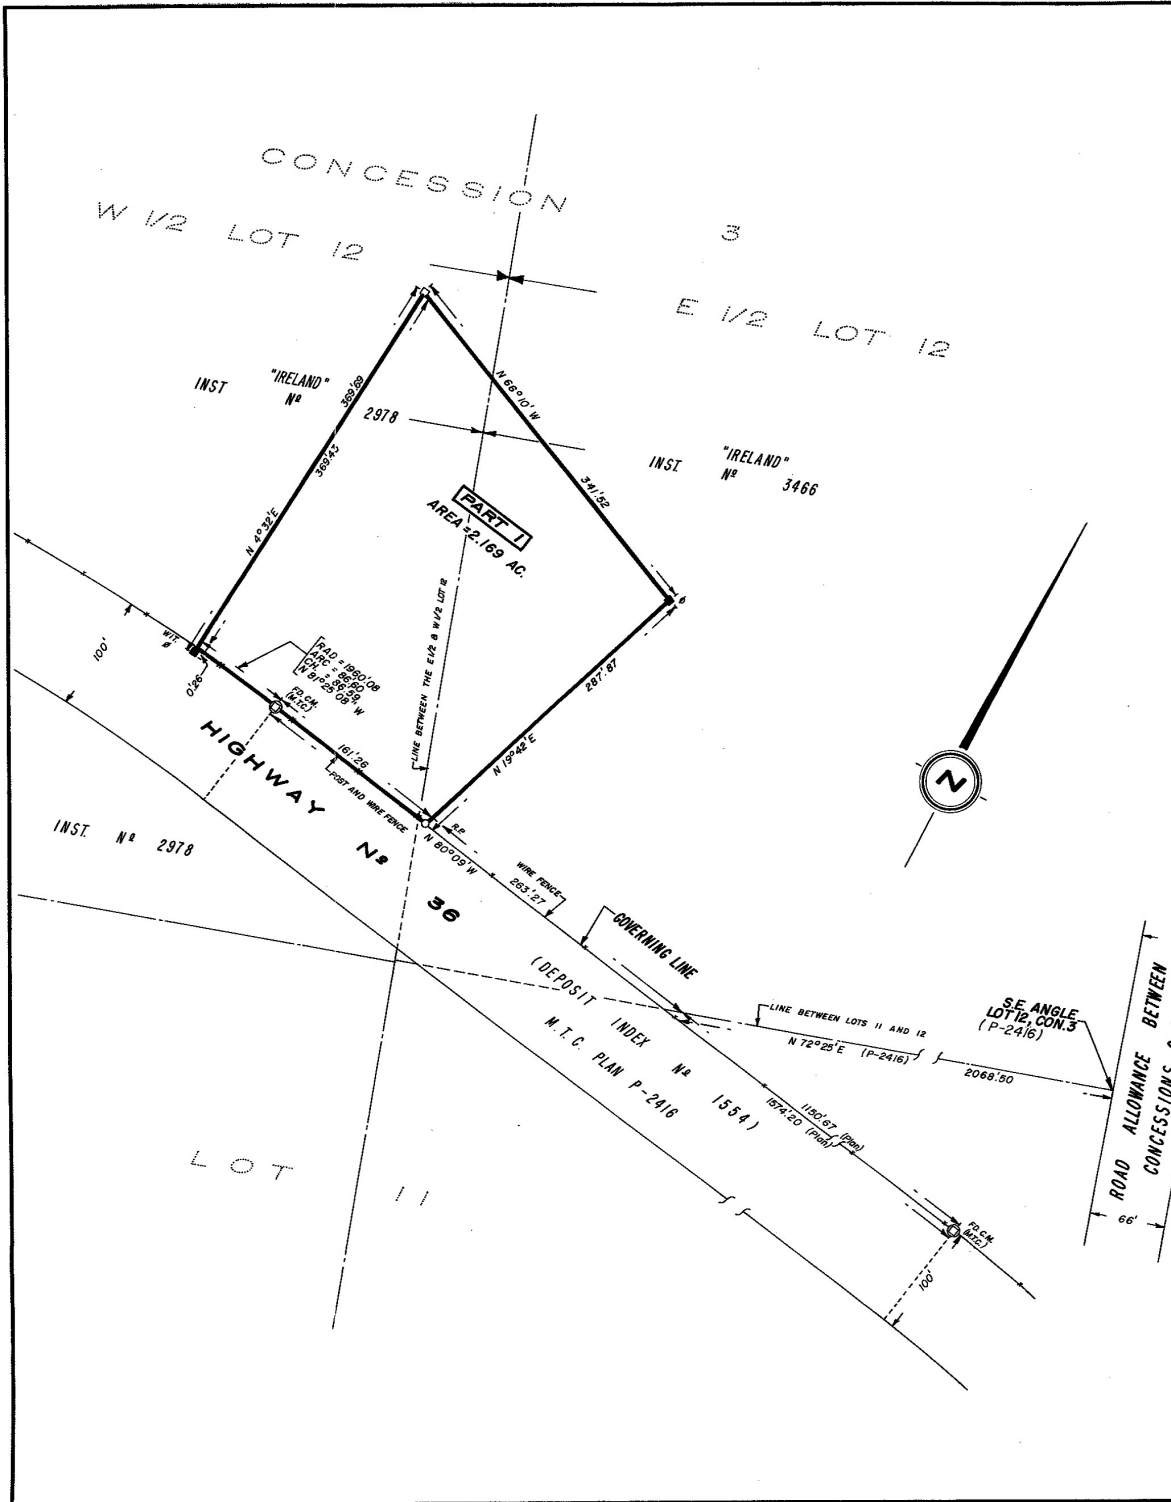 CONCESSION 3
W 1/2 LOT 12
E 1/2 LOT 12
INST "IRELAND" Nº 2978
INST. "IRELAND" Nº 3466
N 66°10' W
341.'52
369.'69
369.'43
N 4°32'E
PART 1
AREA = 2.169 AC.
LINE BETWEEN THE E1/2 & W1/2 LOT 12
287.'87
N 19°42'E
100'
WIT.
0.'26
RAD = 1960.'08
ARC = 86.'60
CH. = 86.'59
N 81°25'08" W
FD. C.M.
(M.T.C.)
161.'26
POST AND WIRE FENCE
R.P.
N 80°09'W
HIGHWAY Nº 36
INST. Nº 2978
WIRE FENCE
263.'27
GOVERNING LINE
(DEPOSIT INDEX Nº 1554)
M.T.C. PLAN P-2416
LINE BETWEEN LOTS 11 AND 12
N 72°25'E (P-2416)
2068.'50
S.E. ANGLE
LOT 12, CON.3
(P-2416)
ROAD ALLOWANCE BETWEEN
CONCESSIONS
66'
1150.'67 (Plan)
1574.'20 (Plan)
FD. C.M.
(M.T.C.)
100'
LOT 11
N